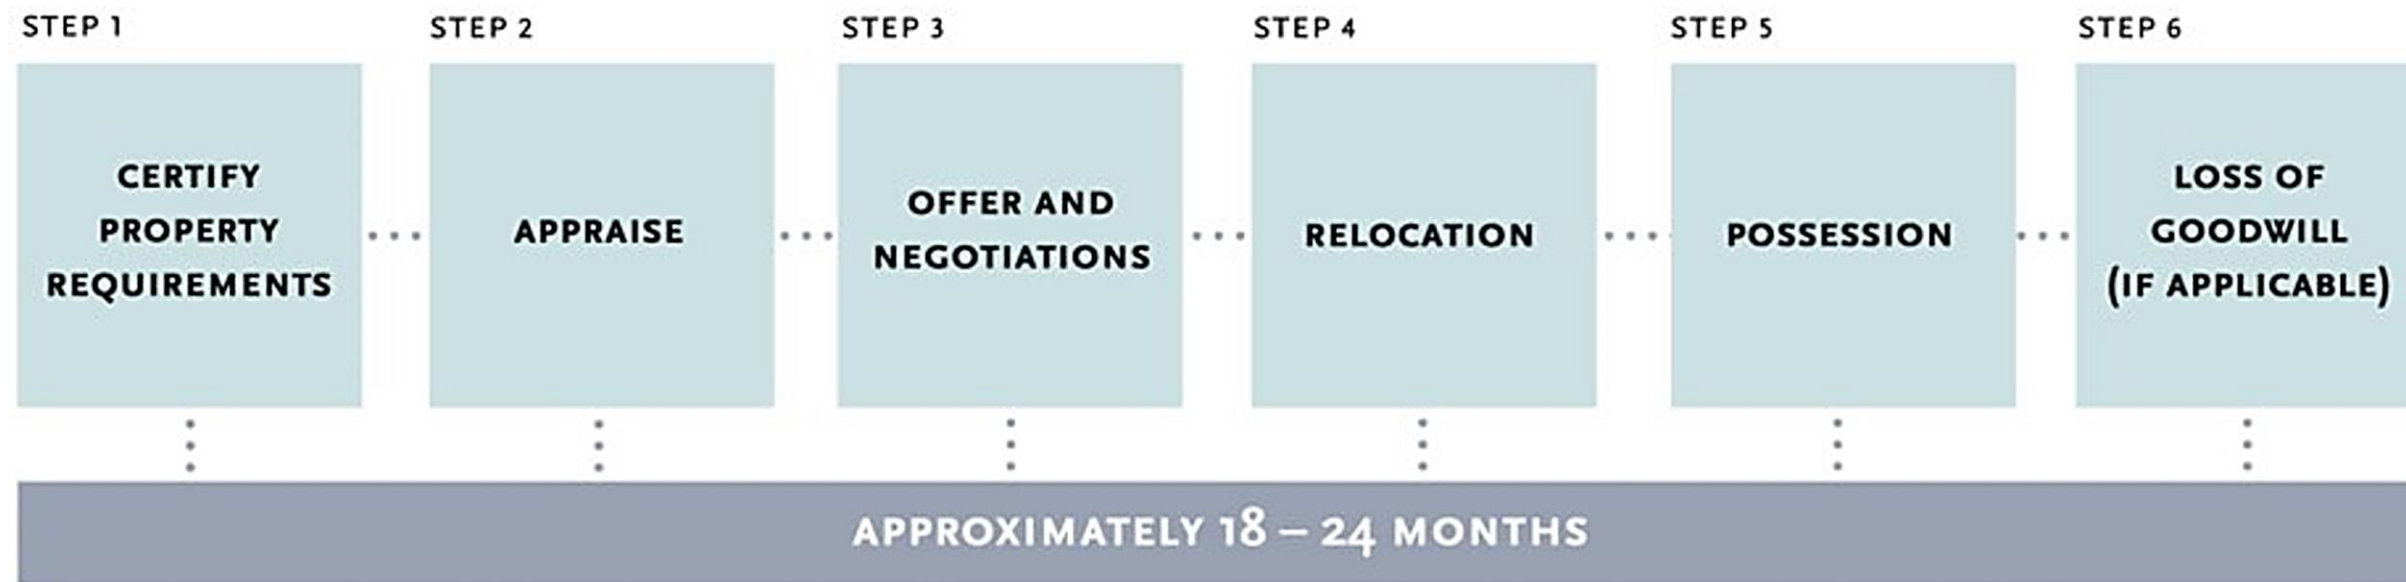 STEP 1
CERTIFY
PROPERTY
REQUIREMENTS
STEP 2
APPRAISE
STEP 3
OFFER AND
NEGOTIATIONS
STEP 4
RELOCATION
STEP 5
POSSESSION
STEP 6
LOSS OF
GOODWILL
(IF APPLICABLE)
APPROXIMATELY 18 – 24 MONTHS